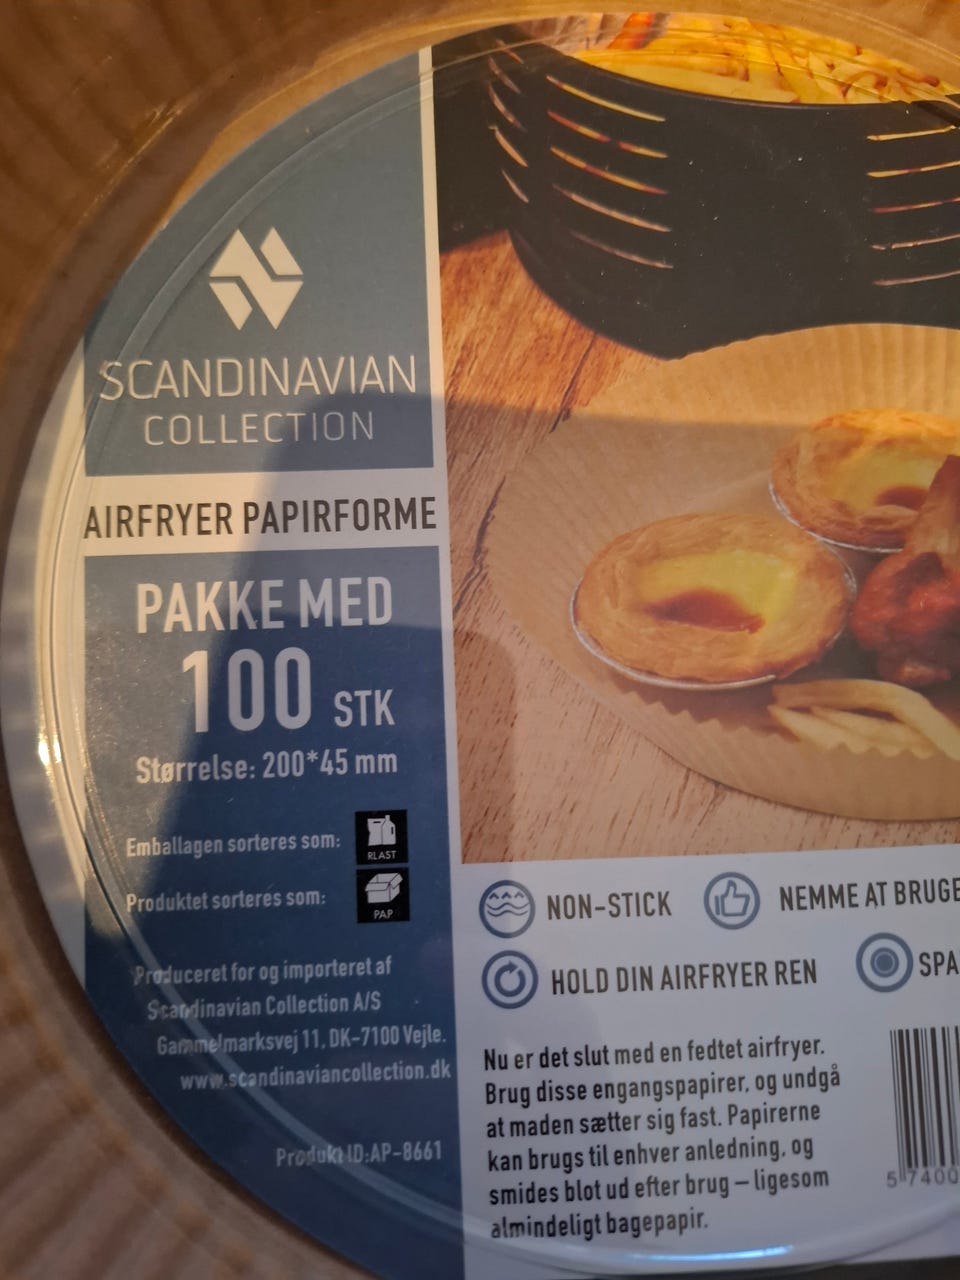 SCANDINAVIAN
COLLECTION
AIRFRYER PAPIRFORME
PAKKE MED
100 STK
Størrelse: 200*45 mm
Emballagen sorteres som:
RLAST
Produktet sorteres som:
PAP
Produceret for og importeret af
Scandinavian Collection A/S
Gammelmarksvej 11, DK-7100 Vejle.
www.scandinaviancollection.dk
Produkt ID:AP-8661
NON-STICK
NEMME AT BRUGE
HOLD DIN AIRFRYER REN
SPA
Nu er det slut med en fedtet airfryer.
Brug disse engangspapirer, og undgå
at maden sætter sig fast. Papirerne
kan brugs til enhver anledning, og
smides blot ud efter brug – ligesom
almindeligt bagepapir.
5 7400